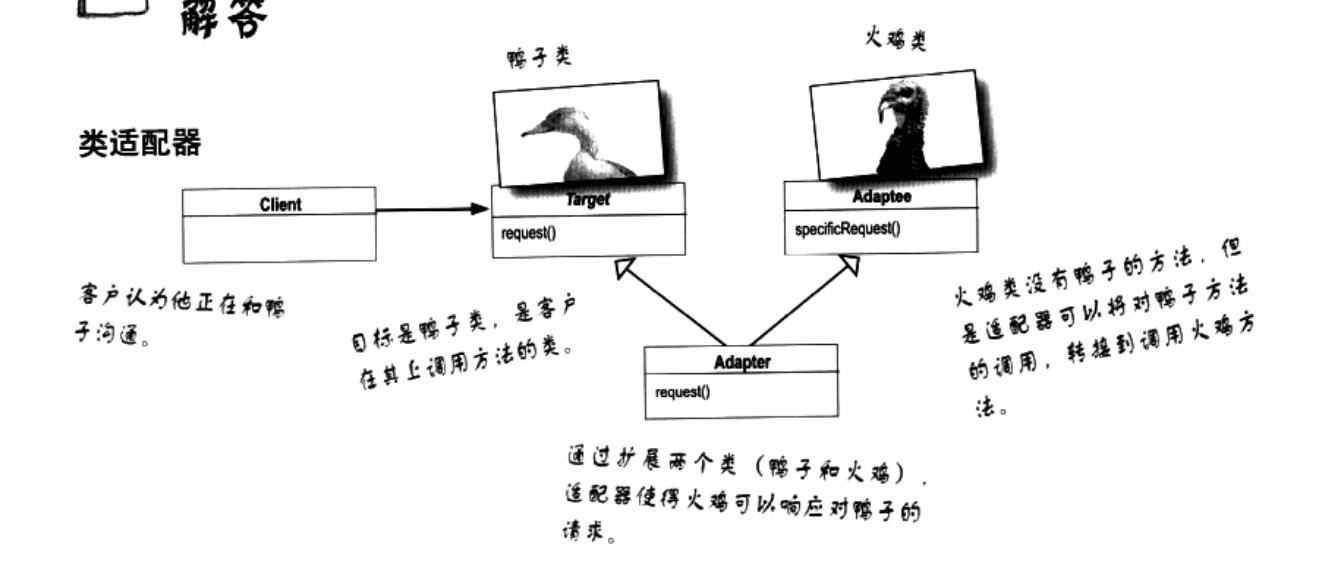 解答
鸭子类
火鸡类
类适配器
Client
Target
request()
Adaptee
specificRequest()
客户认为他正在和鸭
子沟通。
目标是鸭子类，是客户
在其上调用方法的类。
Adapter
request()
火鸡类没有鸭子的方法，但
是适配器可以将对鸭子方法
的调用，转接到调用火鸡方
法。
通过扩展两个类（鸭子和火鸡），
适配器使得火鸡可以响应对鸭子的
请求。